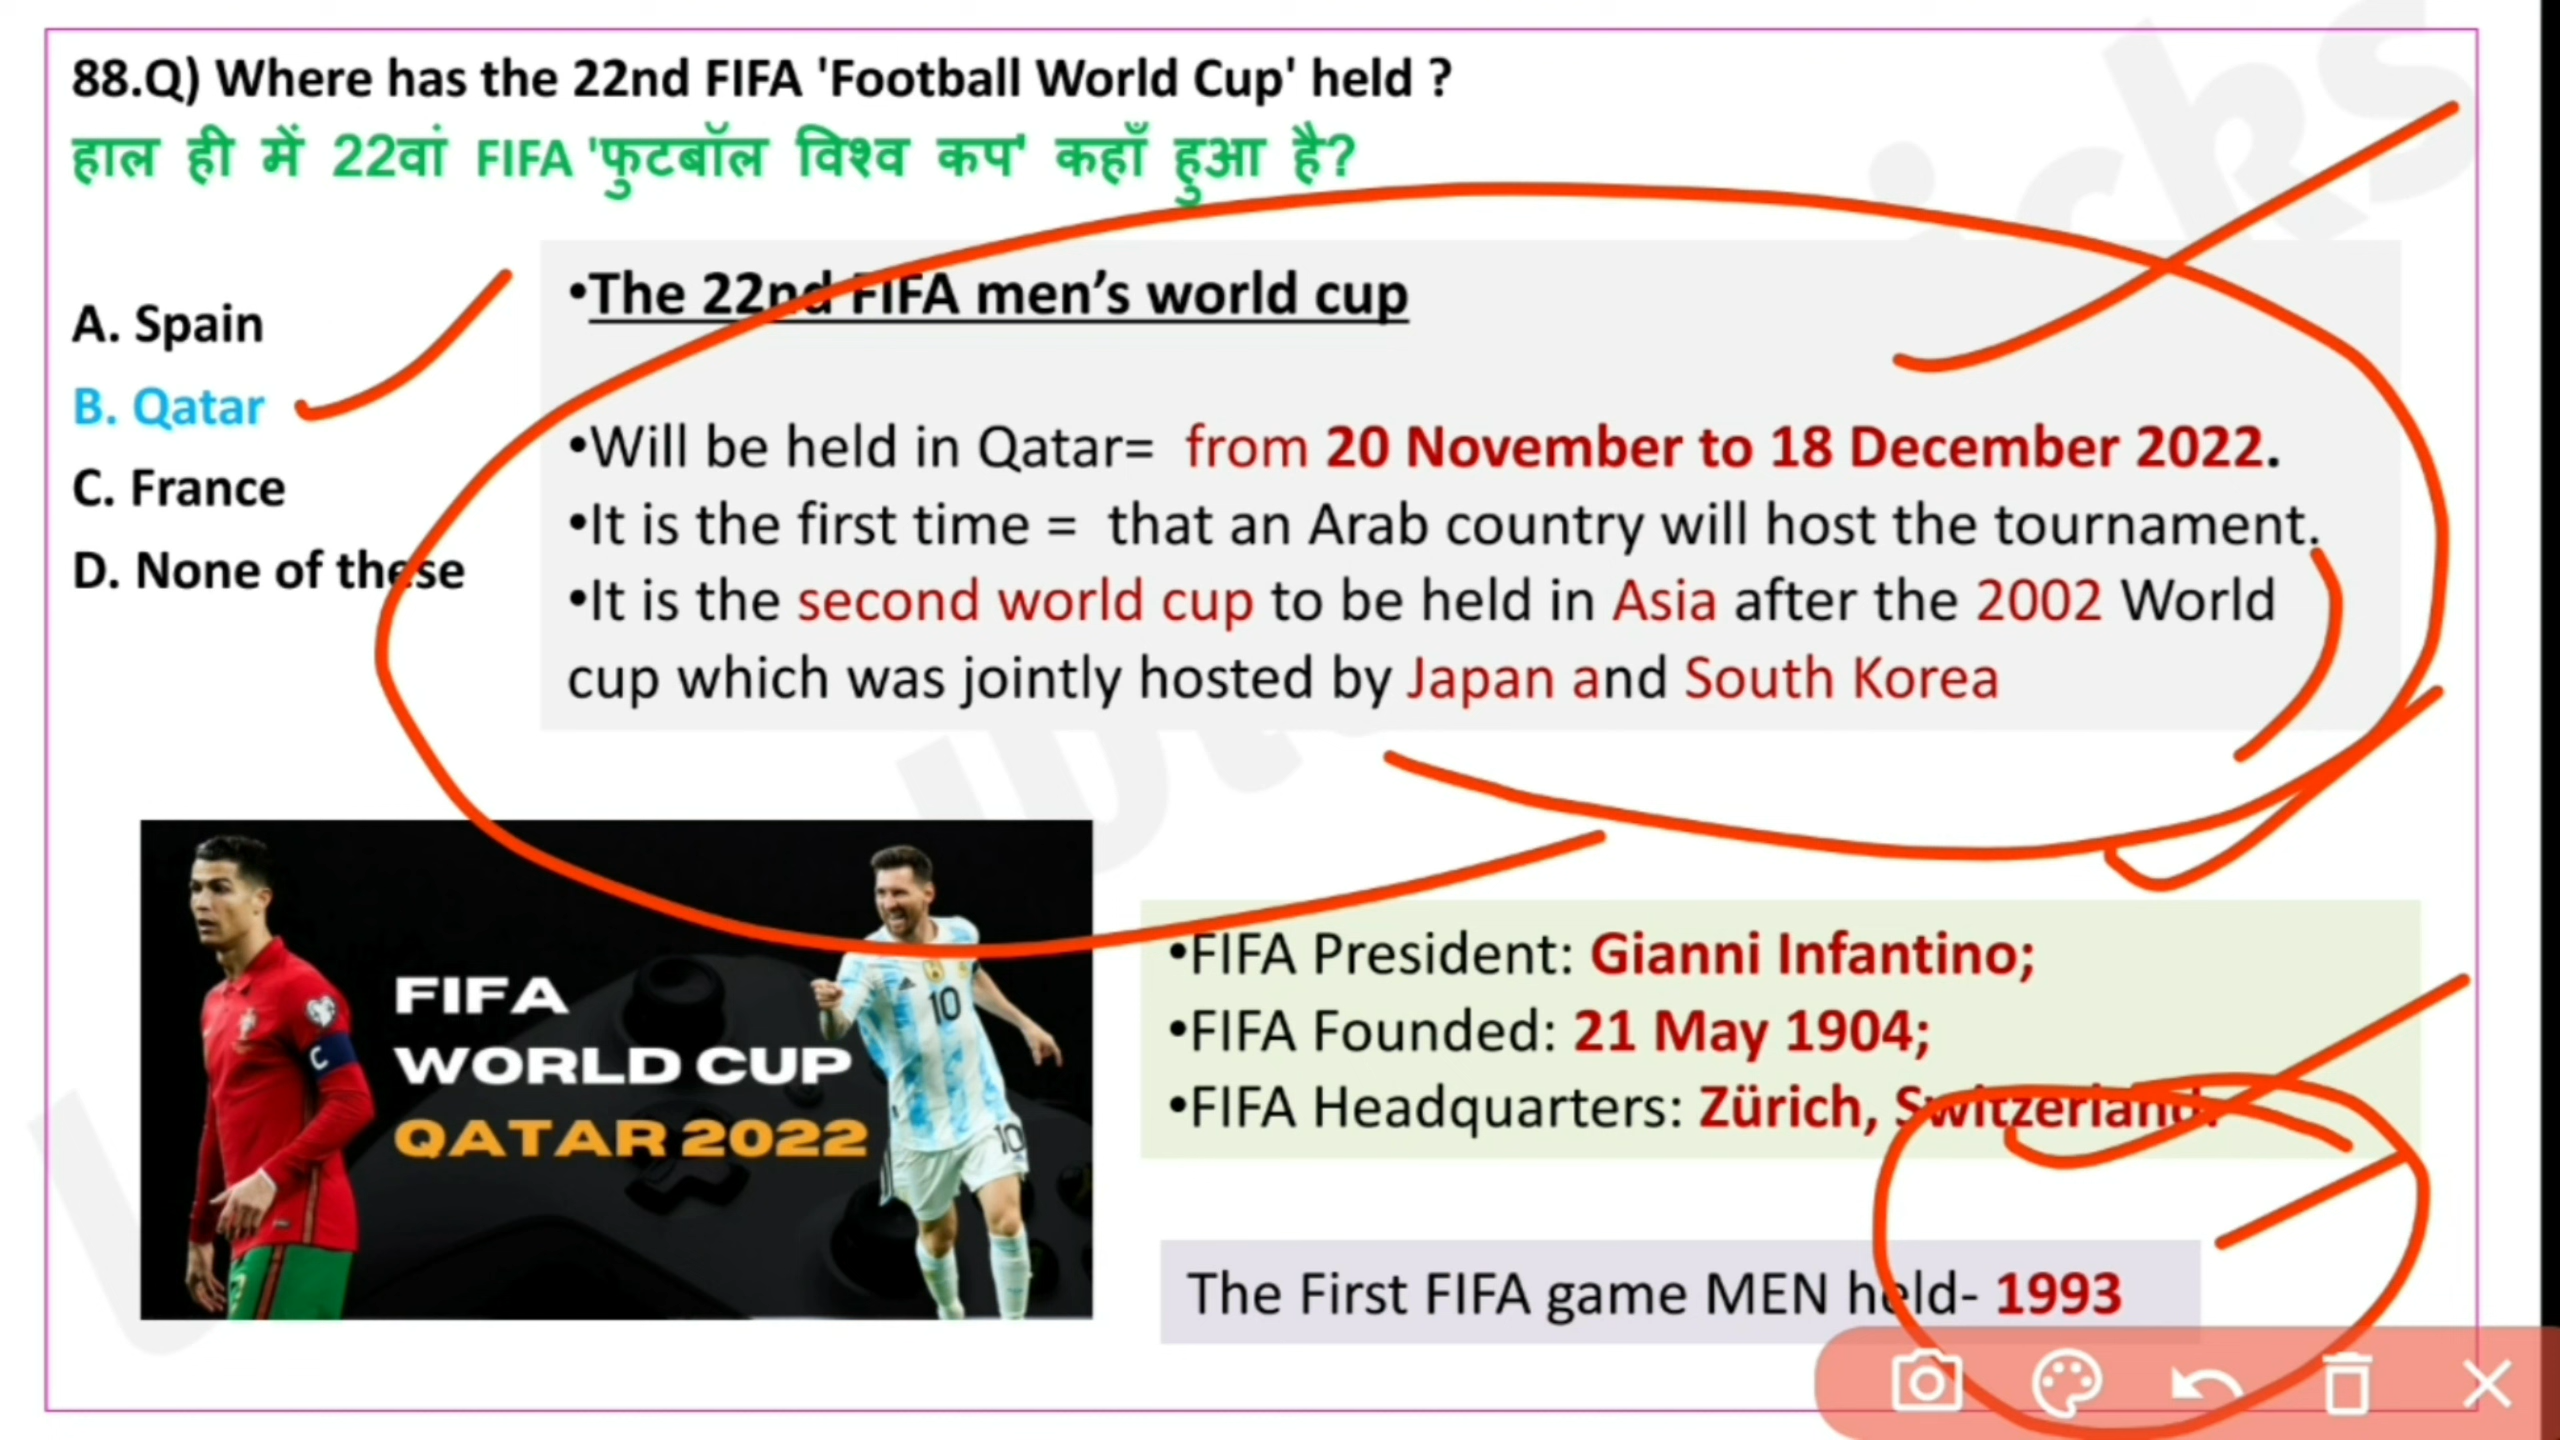 88.Q) Where has the 22nd FIFA 'Football World Cup' held ?
हाल ही में 22वां FIFA 'फुटबॉल विश्व कप' कहाँ हुआ है?
A. Spain
B. Qatar
C. France
D. None of these
•The 22nd FIFA men’s world cup
•Will be held in Qatar= from 20 November to 18 December 2022.
•It is the first time = that an Arab country will host the tournament.
•It is the second world cup to be held in Asia after the 2002 World
cup which was jointly hosted by Japan and South Korea
FIFA
WORLD CUP
QATAR 2022
C
10
10
7
•FIFA President: Gianni Infantino;
•FIFA Founded: 21 May 1904;
•FIFA Headquarters: Zürich, Switzerland.
The First FIFA game MEN held- 1993